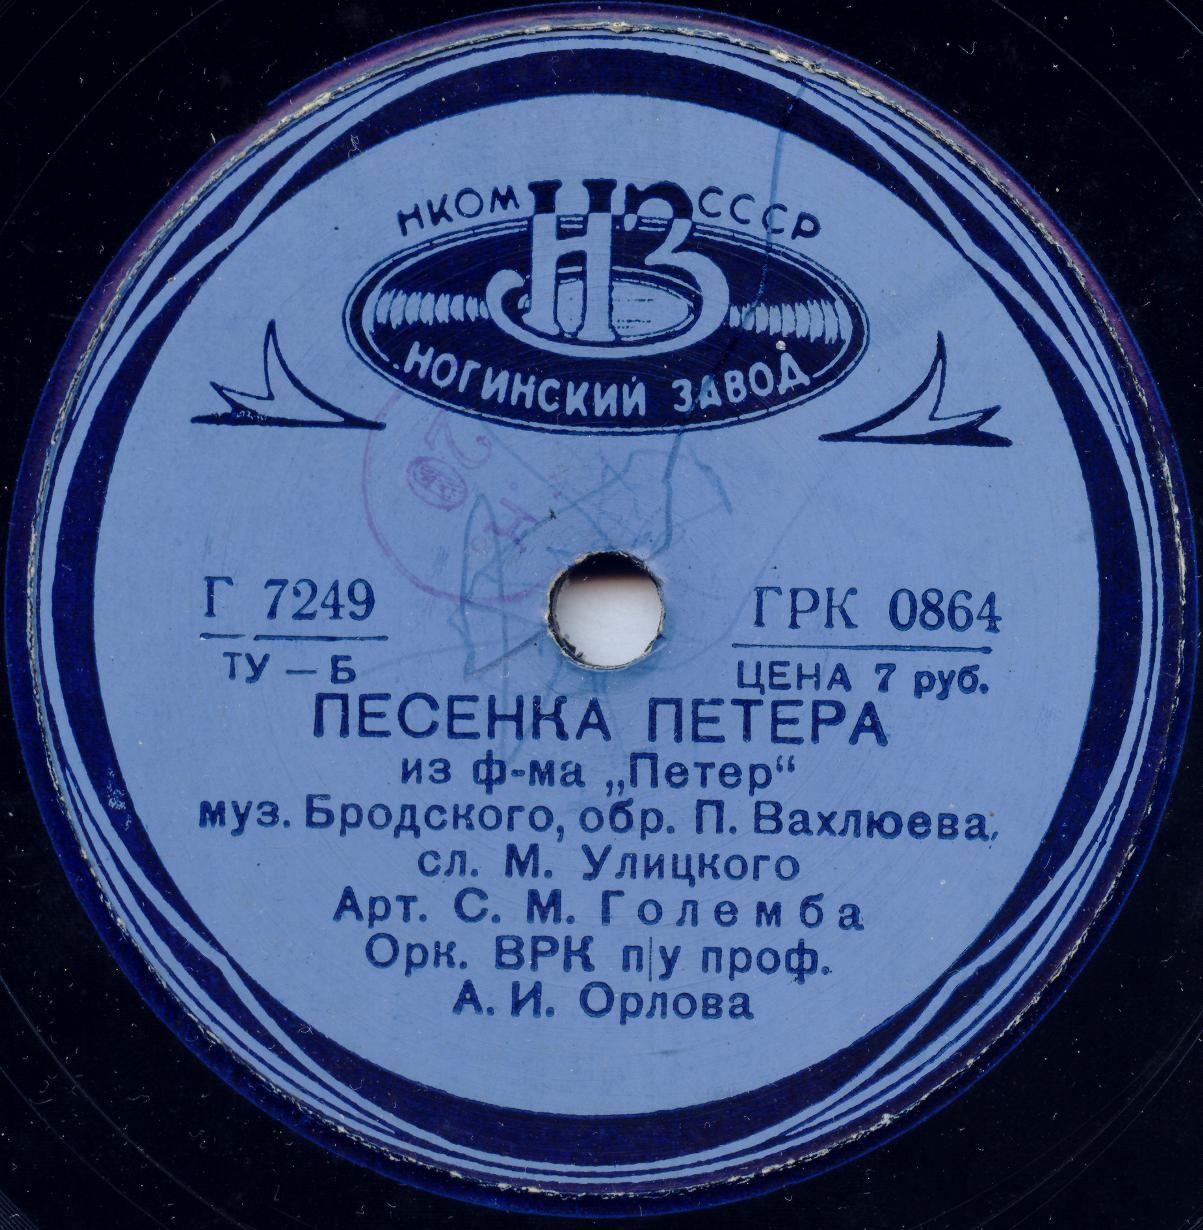 НКОМ НЗ СССР
НОГИНСКИЙ ЗАВОД
Г 7249
ТУ — Б
ГРК 0864
ЦЕНА 7 руб.
ПЕСЕНКА ПЕТЕРА
из ф-ма „Петер“
муз. Бродского, обр. П. Вахлюева,
сл. М. Улицкого
Арт. С. М. Големба
Орк. ВРК п/у проф.
А. И. Орлова